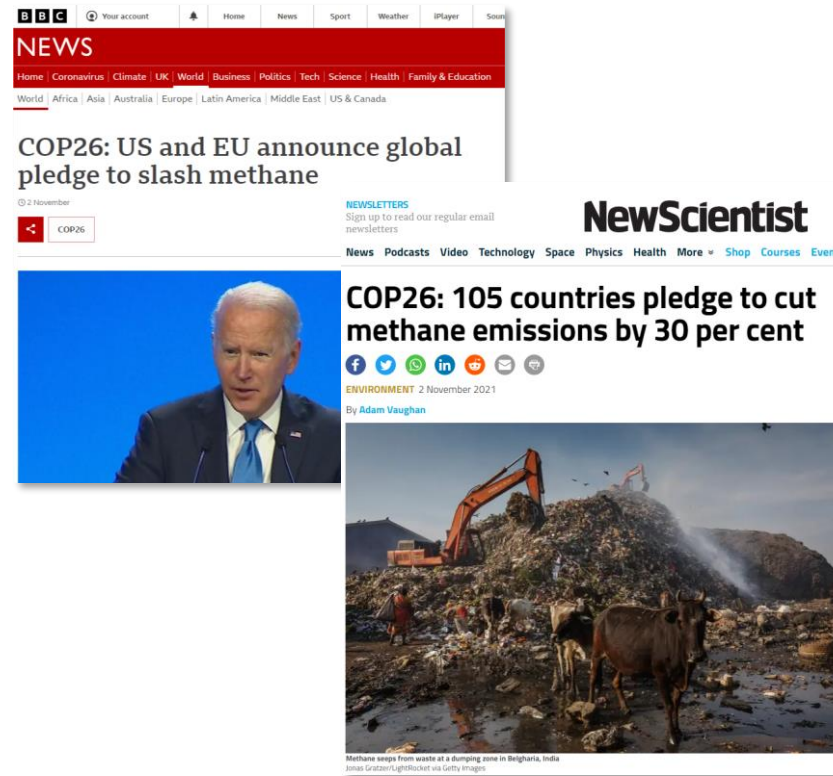 BBC Your account Home News Sport Weather iPlayer Soun
NEWS
Home Coronavirus Climate UK World Business Politics Tech Science Health Family & Education
World Africa Asia Australia Europe Latin America Middle East US & Canada
COP26: US and EU announce global
pledge to slash methane
2 November
COP26
NEWSLETTERS
Sign up to read our regular email
newsletters
NewScientist
News Podcasts Video Technology Space Physics Health More Shop Courses Even
COP26: 105 countries pledge to cut
methane emissions by 30 per cent
ENVIRONMENT 2 November 2021
By Adam Vaughan
Methane seeps from waste at a dumping zone in Belgharia, India
Jonas Gratzer/LightRocket via Getty Images